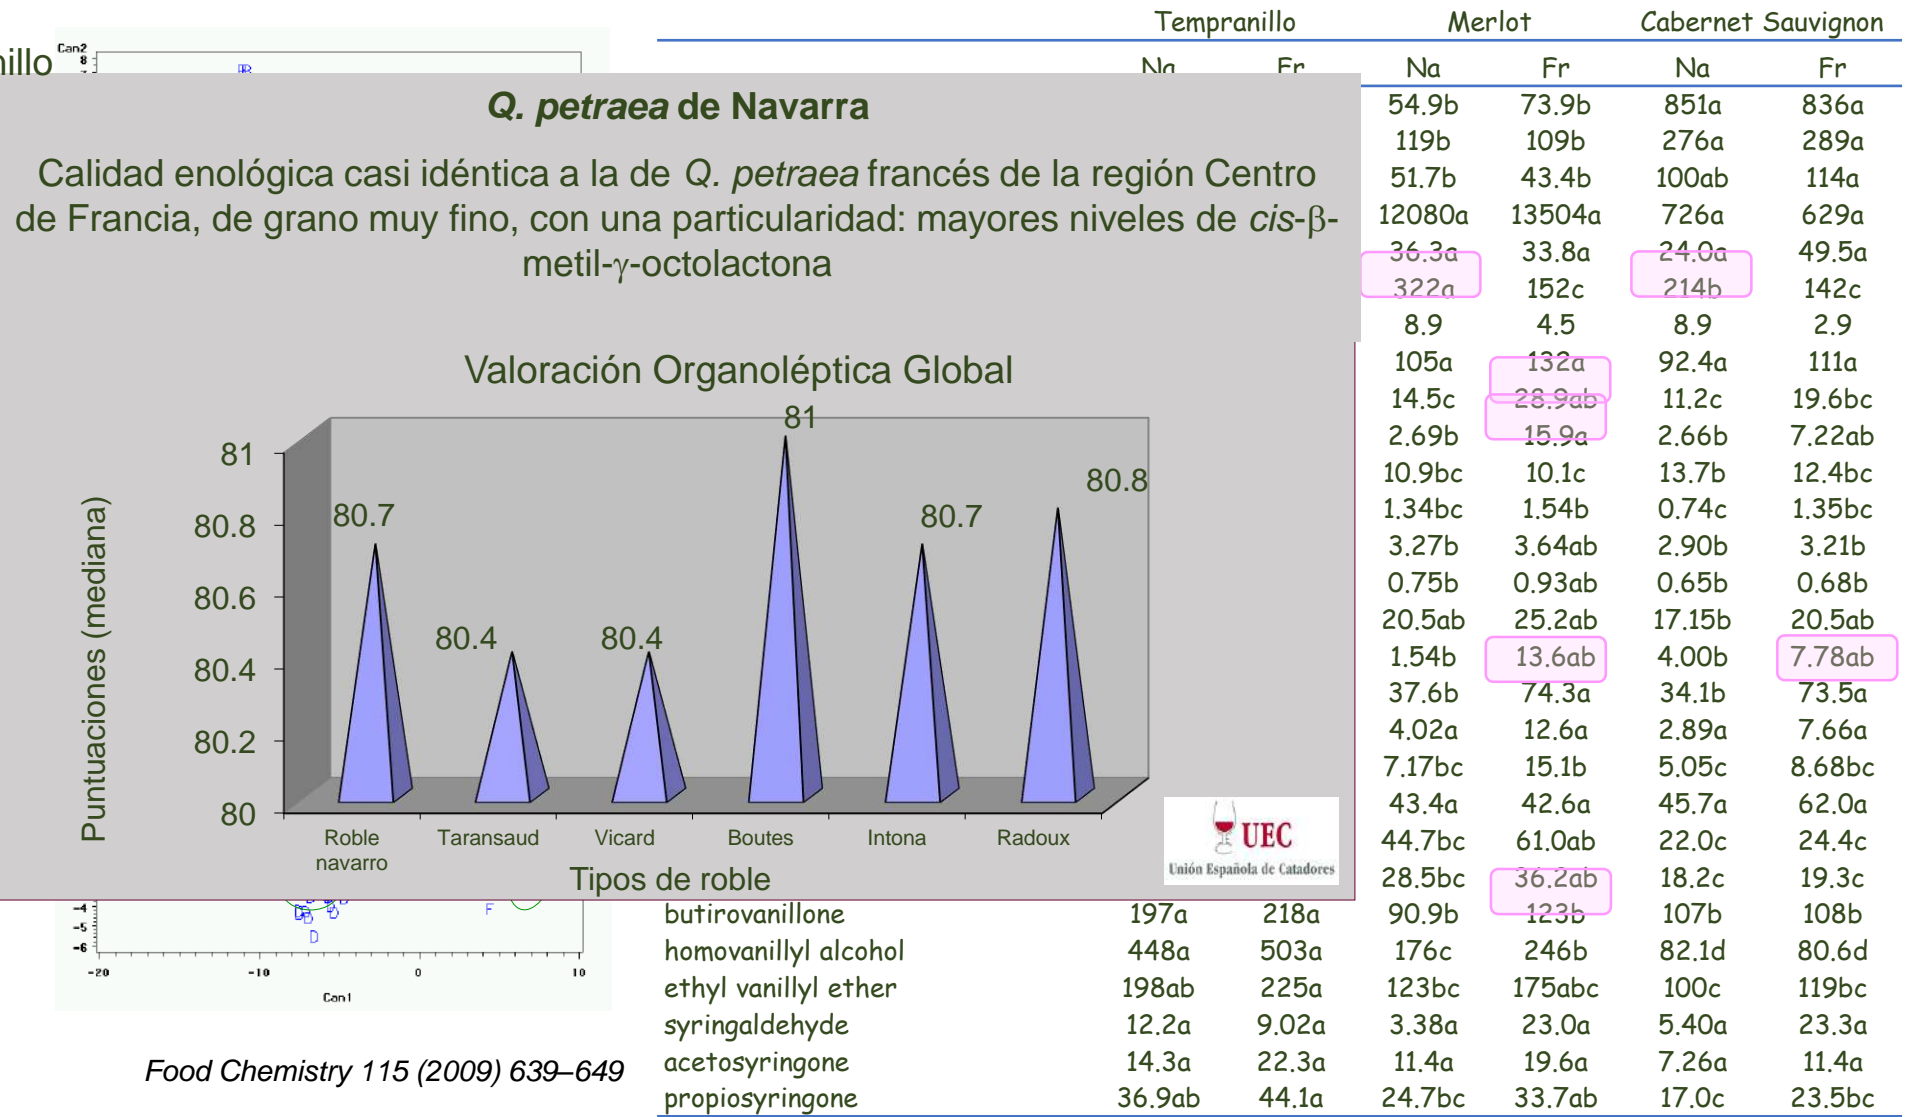 Tempranillo Merlot Cabernet Sauvignon
Can2
8
Na Fr Na Fr Na Fr
Q. petraea de Navarra
Calidad enológica casi idéntica a la de Q. petraea francés de la región Centro
de Francia, de grano muy fino, con una particularidad: mayores niveles de cis-β-
metil-γ-octolactona
Valoración Organoléptica Global
81
81
80.8
80.6
80.4
80.2
80
80.7
80.4
80.4
80.7
80.8
Puntuaciones (mediana)
Roble navarro Taransaud Vicard Boutes Intona Radoux
Tipos de roble
UEC
Unión Española de Catadores
54.9b 73.9b 851a 836a
119b 109b 276a 289a
51.7b 43.4b 100ab 114a
12080a 13504a 726a 629a
36.3a 33.8a 24.0a 49.5a
322a 152c 214b 142c
8.9 4.5 8.9 2.9
105a 132a 92.4a 111a
14.5c 28.9ab 11.2c 19.6bc
2.69b 15.9a 2.66b 7.22ab
10.9bc 10.1c 13.7b 12.4bc
1.34bc 1.54b 0.74c 1.35bc
3.27b 3.64ab 2.90b 3.21b
0.75b 0.93ab 0.65b 0.68b
20.5ab 25.2ab 17.15b 20.5ab
1.54b 13.6ab 4.00b 7.78ab
37.6b 74.3a 34.1b 73.5a
4.02a 12.6a 2.89a 7.66a
7.17bc 15.1b 5.05c 8.68bc
43.4a 42.6a 45.7a 62.0a
44.7bc 61.0ab 22.0c 24.4c
28.5bc 36.2ab 18.2c 19.3c
butirovanillone 197a 218a 90.9b 123b 107b 108b
homovanillyl alcohol 448a 503a 176c 246b 82.1d 80.6d
ethyl vanillyl ether 198ab 225a 123bc 175abc 100c 119bc
syringaldehyde 12.2a 9.02a 3.38a 23.0a 5.40a 23.3a
acetosyringone 14.3a 22.3a 11.4a 19.6a 7.26a 11.4a
propiosyringone 36.9ab 44.1a 24.7bc 33.7ab 17.0c 23.5bc
-4
-5
-6
F
D
-20 -10 0 10
Can1
Food Chemistry 115 (2009) 639–649